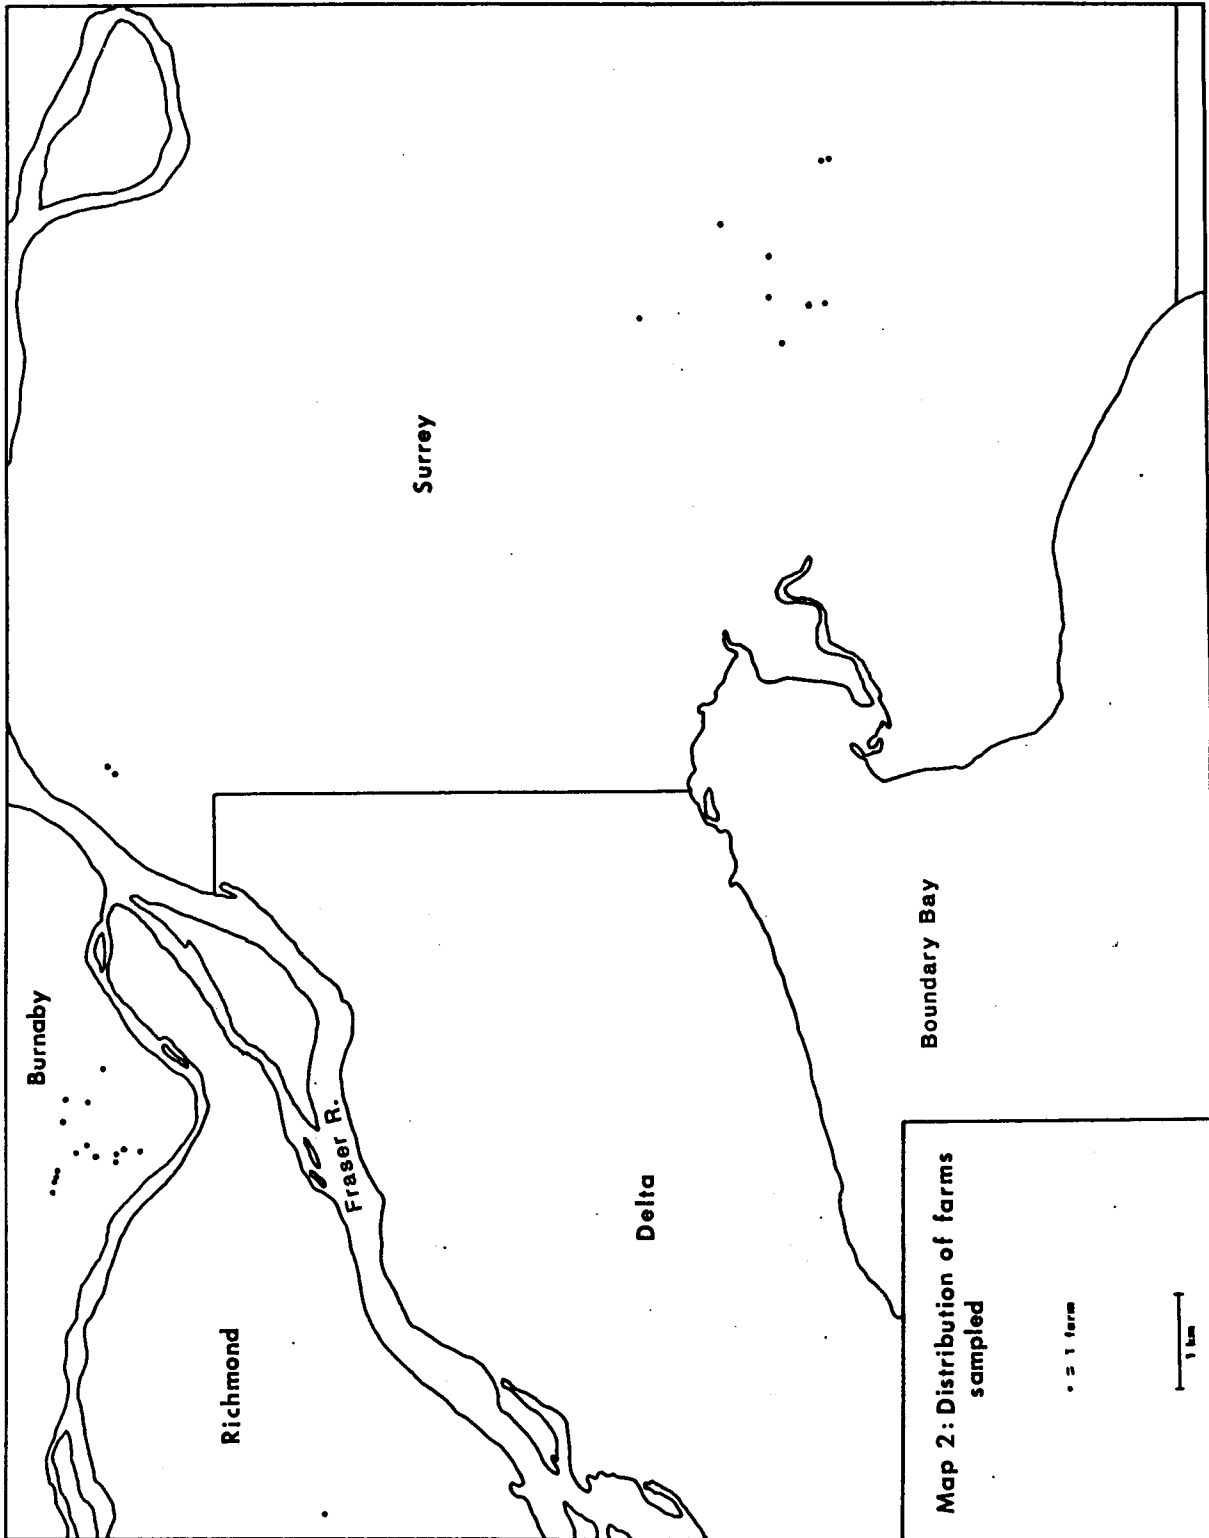 Burnaby
Surrey
Richmond
Fraser R.
Delta
Boundary Bay
Map 2: Distribution of farms
sampled
• = 1 farm
1 km